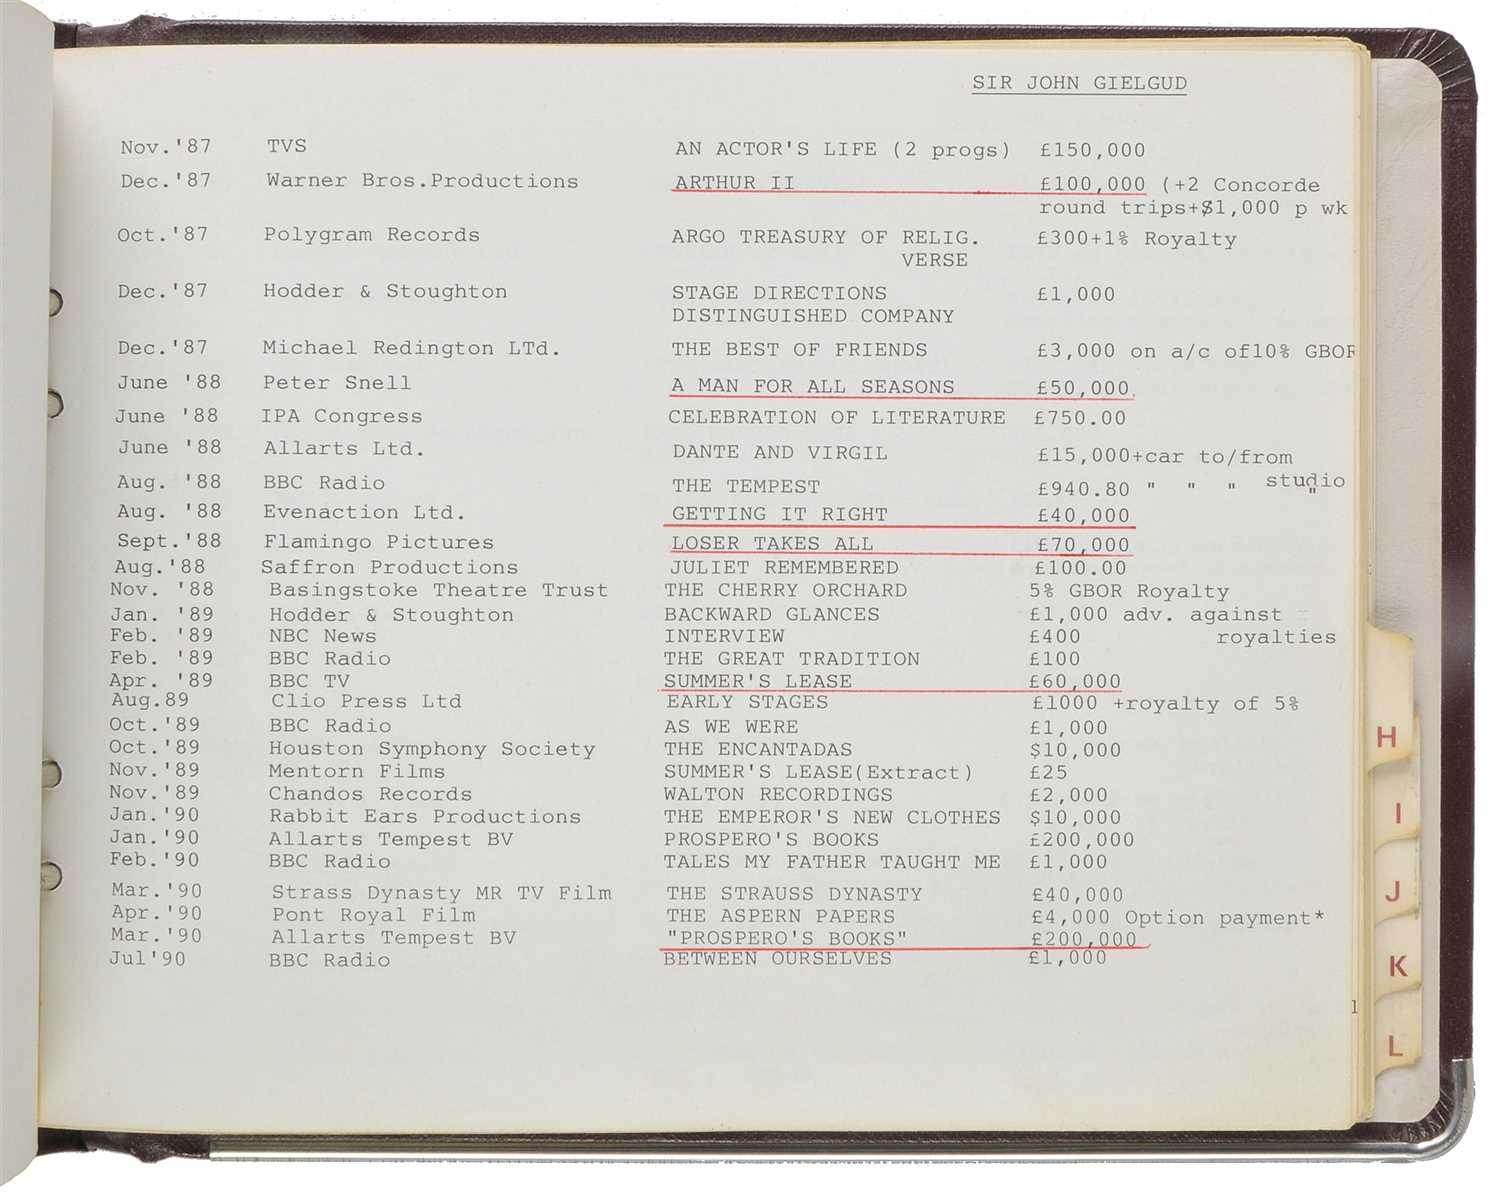 SIR JOHN GIELGUD
Nov.'87 TVS AN ACTOR'S LIFE (2 progs) £150,000
Dec.'87 Warner Bros.Productions ARTHUR II £100,000 (+2 Concorde
round trips+$1,000 p wk
Oct.'87 Polygram Records ARGO TREASURY OF RELIG. £300+1% Royalty
VERSE
Dec.'87 Hodder & Stoughton STAGE DIRECTIONS £1,000
DISTINGUISHED COMPANY
Dec.'87 Michael Redington LTd. THE BEST OF FRIENDS £3,000 on a/c of10% GBOR
June '88 Peter Snell A MAN FOR ALL SEASONS £50,000
June '88 IPA Congress CELEBRATION OF LITERATURE £750.00
June '88 Allarts Ltd. DANTE AND VIRGIL £15,000+car to/from
studio
Aug. '88 BBC Radio THE TEMPEST £940.80 " " " "
Aug. '88 Evenaction Ltd. GETTING IT RIGHT £40,000
Sept.'88 Flamingo Pictures LOSER TAKES ALL £70,000
Aug.'88 Saffron Productions JULIET REMEMBERED £100.00
Nov. '88 Basingstoke Theatre Trust THE CHERRY ORCHARD 5% GBOR Royalty
Jan. '89 Hodder & Stoughton BACKWARD GLANCES £1,000 adv. against
Feb. '89 NBC News INTERVIEW £400 royalties
Feb. '89 BBC Radio THE GREAT TRADITION £100
Apr. '89 BBC TV SUMMER'S LEASE £60,000
Aug.89 Clio Press Ltd EARLY STAGES £1000 +royalty of 5%
Oct.'89 BBC Radio AS WE WERE £1,000
Oct.'89 Houston Symphony Society THE ENCANTADAS $10,000
Nov.'89 Mentorn Films SUMMER'S LEASE(Extract) £25
Nov.'89 Chandos Records WALTON RECORDINGS £2,000
Jan.'90 Rabbit Ears Productions THE EMPEROR'S NEW CLOTHES $10,000
Jan.'90 Allarts Tempest BV PROSPERO'S BOOKS £200,000
Feb.'90 BBC Radio TALES MY FATHER TAUGHT ME £1,000
Mar.'90 Strass Dynasty MR TV Film THE STRAUSS DYNASTY £40,000
Apr.'90 Pont Royal Film THE ASPERN PAPERS £4,000 Option payment*
Mar.'90 Allarts Tempest BV "PROSPERO'S BOOKS" £200,000
Jul'90 BBC Radio BETWEEN OURSELVES £1,000
H
I
J
K
L